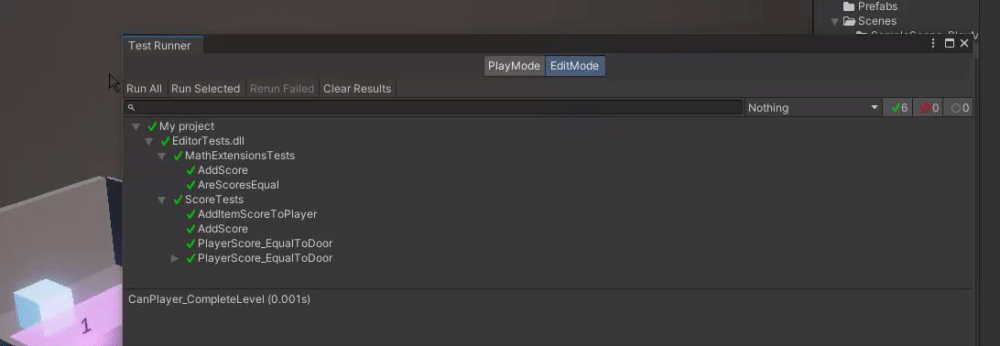 Prefabs
Scenes
Test Runner
PlayMode EditMode
Run All Run Selected Rerun Failed Clear Results
Nothing 6 0 0
My project
EditorTests.dll
MathExtensionsTests
AddScore
AreScoresEqual
ScoreTests
AddItemScoreToPlayer
AddScore
PlayerScore_EqualToDoor
PlayerScore_EqualToDoor
CanPlayer_CompleteLevel (0.001s)
1